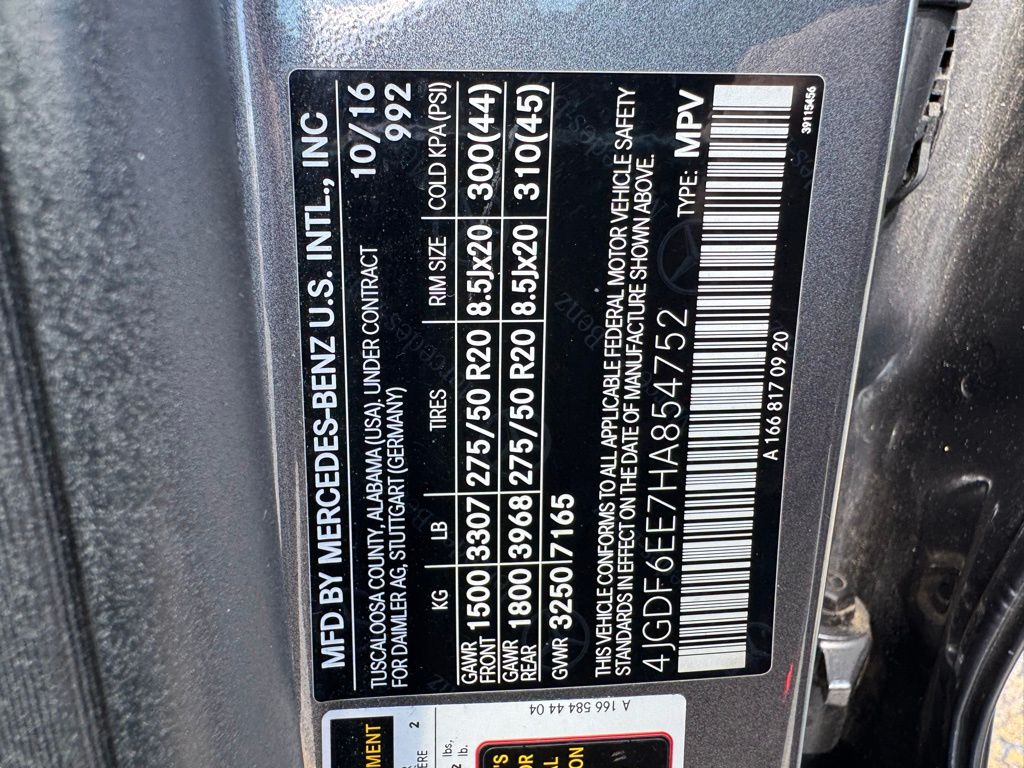 MFD BY MERCEDES-BENZ U.S. INTL., INC
TUSCALOOSA COUNTY, ALABAMA (USA), UNDER CONTRACT 10/16
FOR DAIMLER AG, STUTTGART (GERMANY) 992
KG LB TIRES RIM SIZE COLD KPA (PSI)
GAWR FRONT 1500 3307 275/50 R20 8.5Jx20 300(44)
GAWR REAR 1800 3968 275/50 R20 8.5Jx20 310(45)
GVWR 3250 7165
THIS VEHICLE CONFORMS TO ALL APPLICABLE FEDERAL MOTOR VEHICLE SAFETY
STANDARDS IN EFFECT ON THE DATE OF MANUFACTURE SHOWN ABOVE.
4JGDF6EE7HA854752 TYPE: MPV
A 166 817 09 20
39115456
A 166 584 44 04
2
lbs,
lb.